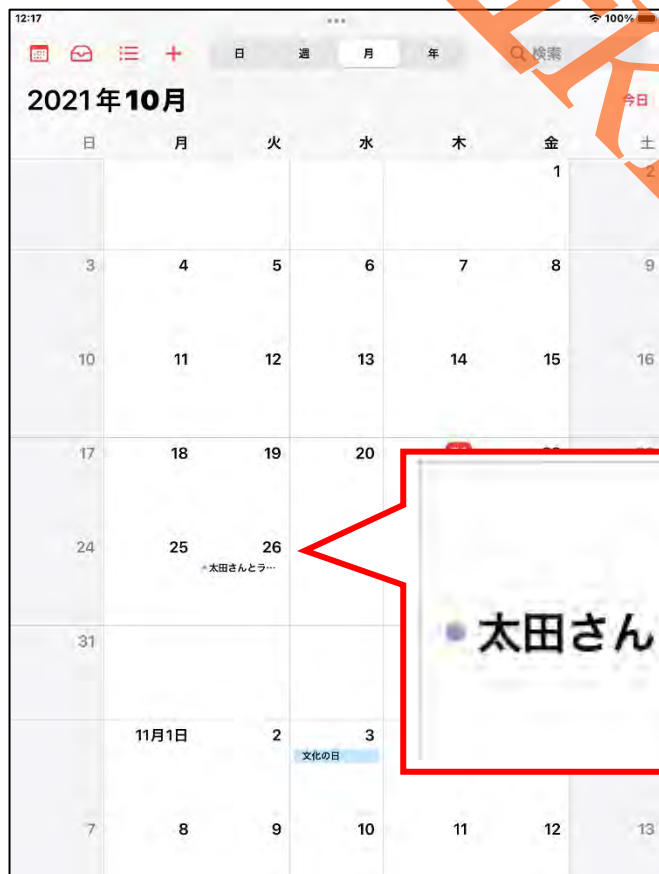 12:17 100%
日 週 月 年 検索
2021年10月
今日
日 月 火 水 木 金 土
1 2
3 4 5 6 7 8 9
10 11 12 13 14 15 16
17 18 19 20
24 25 26
太田さんとラ…
太田さん
31
11月1日 2 3
文化の日
7 8 9 10 11 12 13